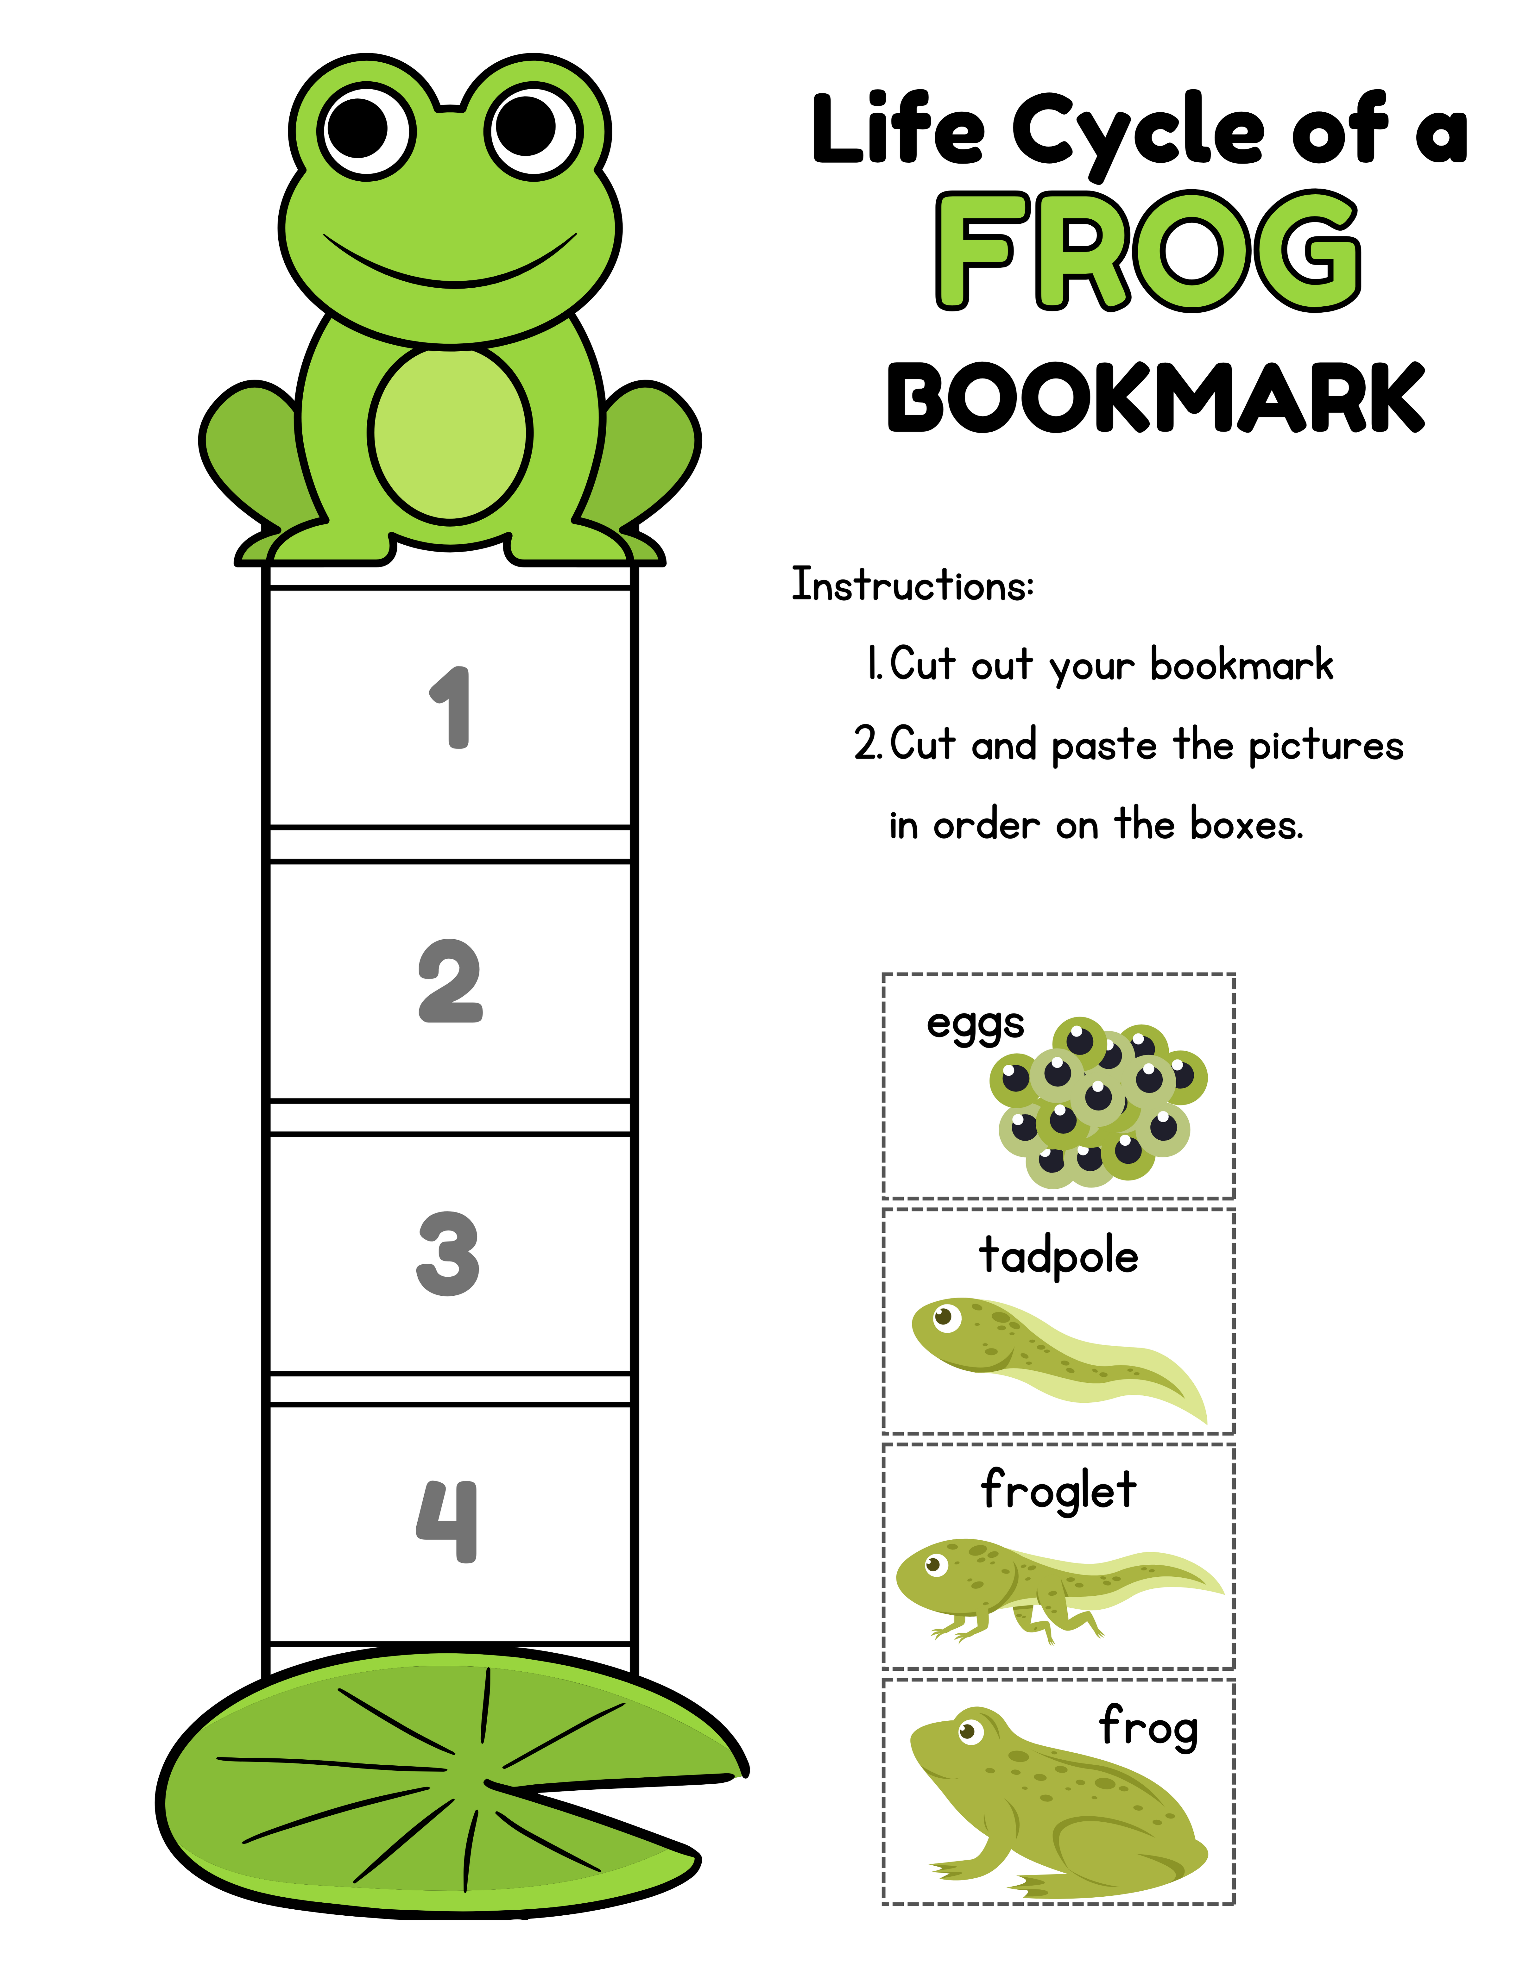 Life Cycle of a
FROG
BOOKMARK
Instructions:
1. Cut out your bookmark
2. Cut and paste the pictures
in order on the boxes.
1
2
3
4
eggs
tadpole
froglet
frog